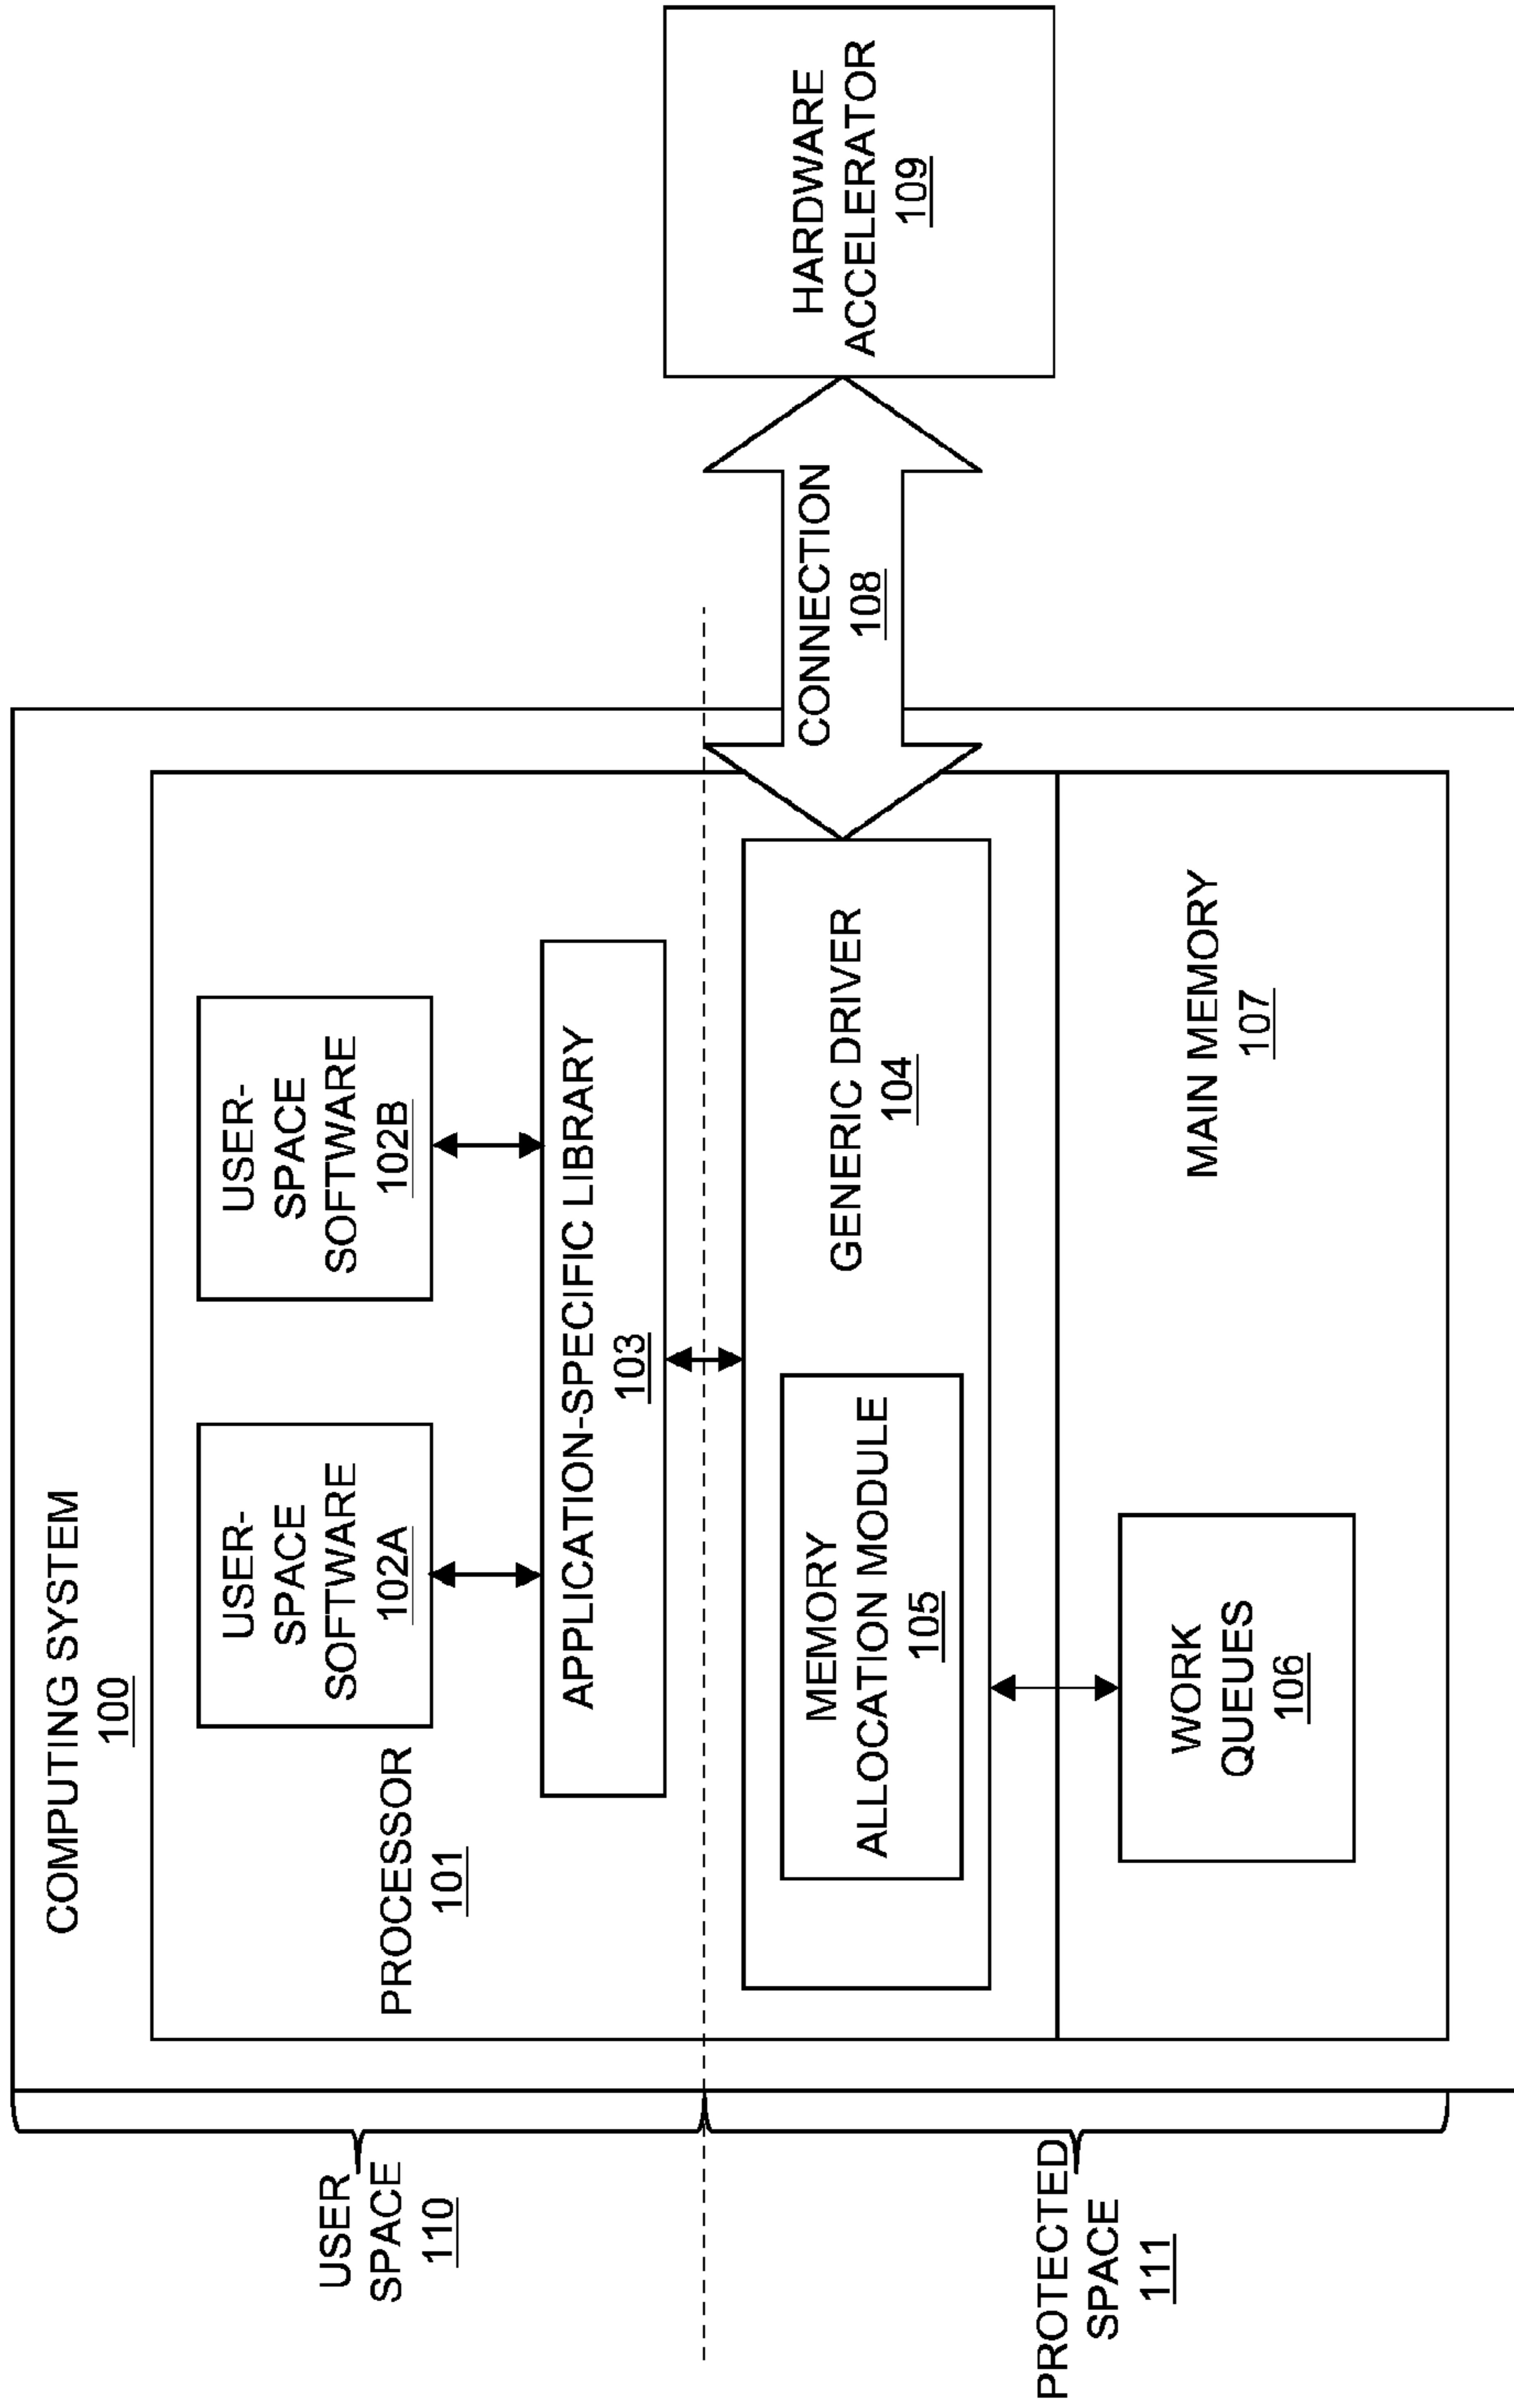 COMPUTING SYSTEM
100
USER
SPACE
110
PROCESSOR
101
USER-
SPACE
SOFTWARE
102A
USER-
SPACE
SOFTWARE
102B
APPLICATION-SPECIFIC LIBRARY
103
PROTECTED
SPACE
111
MEMORY
ALLOCATION MODULE
105
GENERIC DRIVER
104
CONNECTION
108
HARDWARE
ACCELERATOR
109
WORK
QUEUES
106
MAIN MEMORY
107